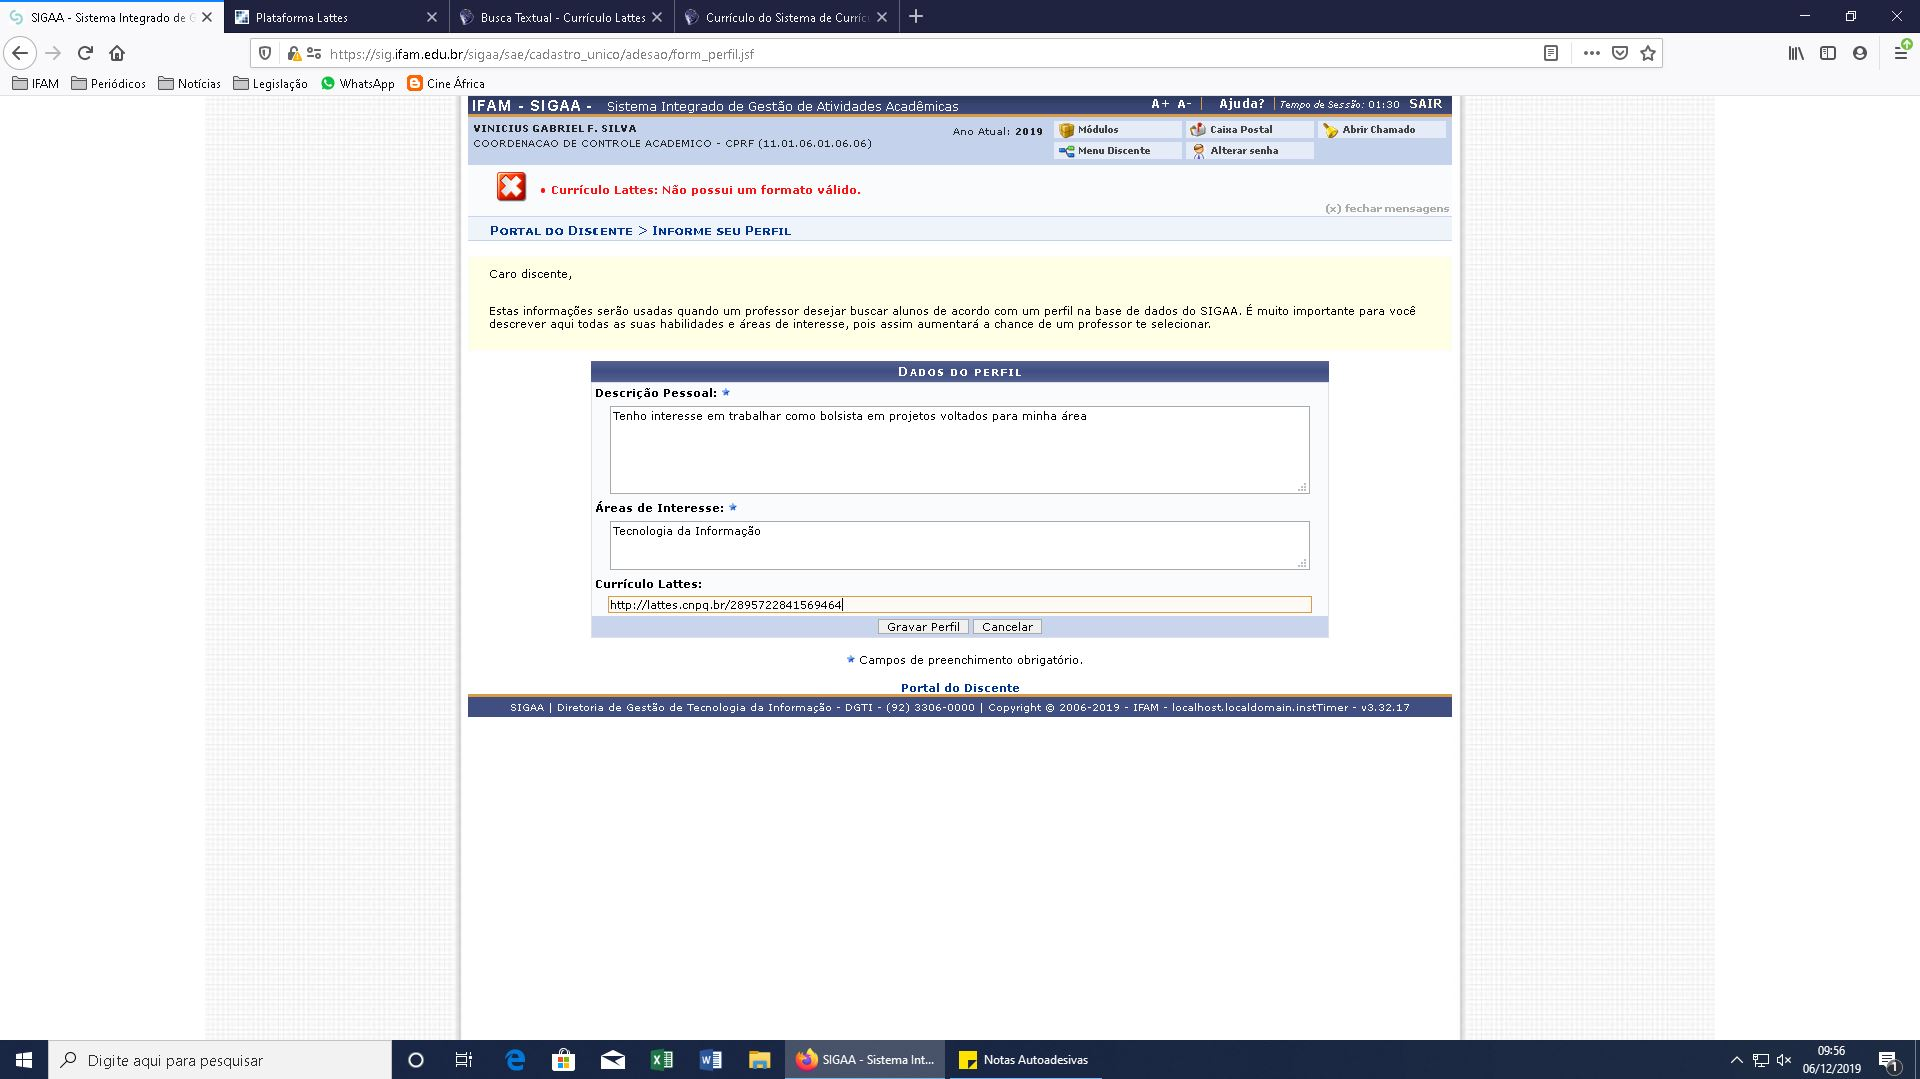 SIGAA - Sistema Integrado de G
Plataforma Lattes
Busca Textual - Currículo Lattes
Currículo do Sistema de Curríc
https://sig.ifam.edu.br/sigaa/sae/cadastro_unico/adesao/form_perfil.jsf
IFAM
Periódicos
Notícias
Legislação
WhatsApp
Cine África
IFAM - SIGAA - Sistema Integrado de Gestão de Atividades Acadêmicas
A+ A- | Ajuda? | Tempo de Sessão: 01:30 SAIR
VINICIUS GABRIEL F. SILVA
COORDENACAO DE CONTROLE ACADEMICO - CPRF (11.01.06.01.06.06)
Ano Atual: 2019
Módulos
Caixa Postal
Abrir Chamado
Menu Discente
Alterar senha
• Currículo Lattes: Não possui um formato válido.
(x) fechar mensagens
PORTAL DO DISCENTE > INFORME SEU PERFIL
Caro discente,
Estas informações serão usadas quando um professor desejar buscar alunos de acordo com um perfil na base de dados do SIGAA. É muito importante para você
descrever aqui todas as suas habilidades e áreas de interesse, pois assim aumentará a chance de um professor te selecionar.
DADOS DO PERFIL
Descrição Pessoal:
Tenho interesse em trabalhar como bolsista em projetos voltados para minha área
Áreas de Interesse:
Tecnologia da Informação
Currículo Lattes:
http://lattes.cnpq.br/2895722841569464
Gravar Perfil
Cancelar
Campos de preenchimento obrigatório.
Portal do Discente
SIGAA | Diretoria de Gestão de Tecnologia da Informação - DGTI - (92) 3306-0000 | Copyright © 2006-2019 - IFAM - localhost.localdomain.instTimer - v3.32.17
Digite aqui para pesquisar
SIGAA - Sistema Int...
Notas Autoadesivas
09:56
06/12/2019
1